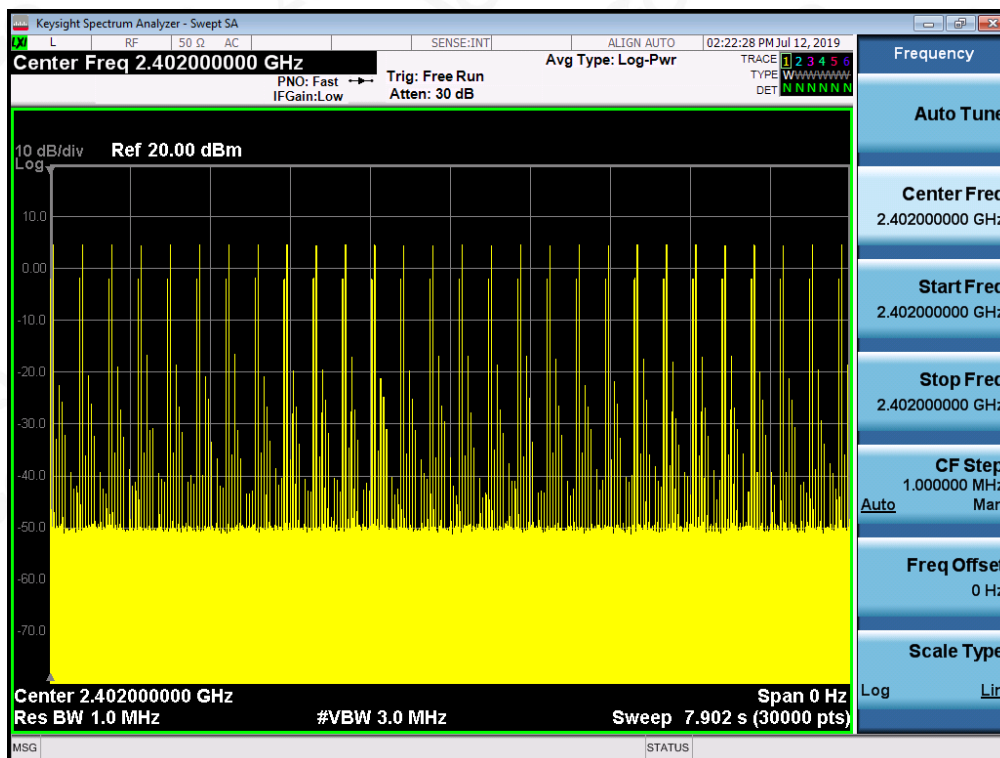 Keysight Spectrum Analyzer - Swept SA
LXI L RF 50 Ω AC SENSE:INT ALIGN AUTO 02:22:28 PM Jul 12, 2019
Center Freq 2.402000000 GHz
PNO: Fast
IFGain:Low
Trig: Free Run
Atten: 30 dB
Avg Type: Log-Pwr
TRACE 1 2 3 4 5 6
TYPE WWWWWW
DET N N N N N N
10 dB/div
Log
Ref 20.00 dBm
10.0
0.00
-10.0
-20.0
-30.0
-40.0
-50.0
-60.0
-70.0
Center 2.402000000 GHz
Span 0 Hz
Res BW 1.0 MHz
#VBW 3.0 MHz
Sweep 7.902 s (30000 pts)
MSG
STATUS
Frequency
Auto Tune
Center Freq
2.402000000 GHz
Start Freq
2.402000000 GHz
Stop Freq
2.402000000 GHz
CF Step
1.000000 MHz
Auto Man
Freq Offset
0 Hz
Scale Type
Log Lin